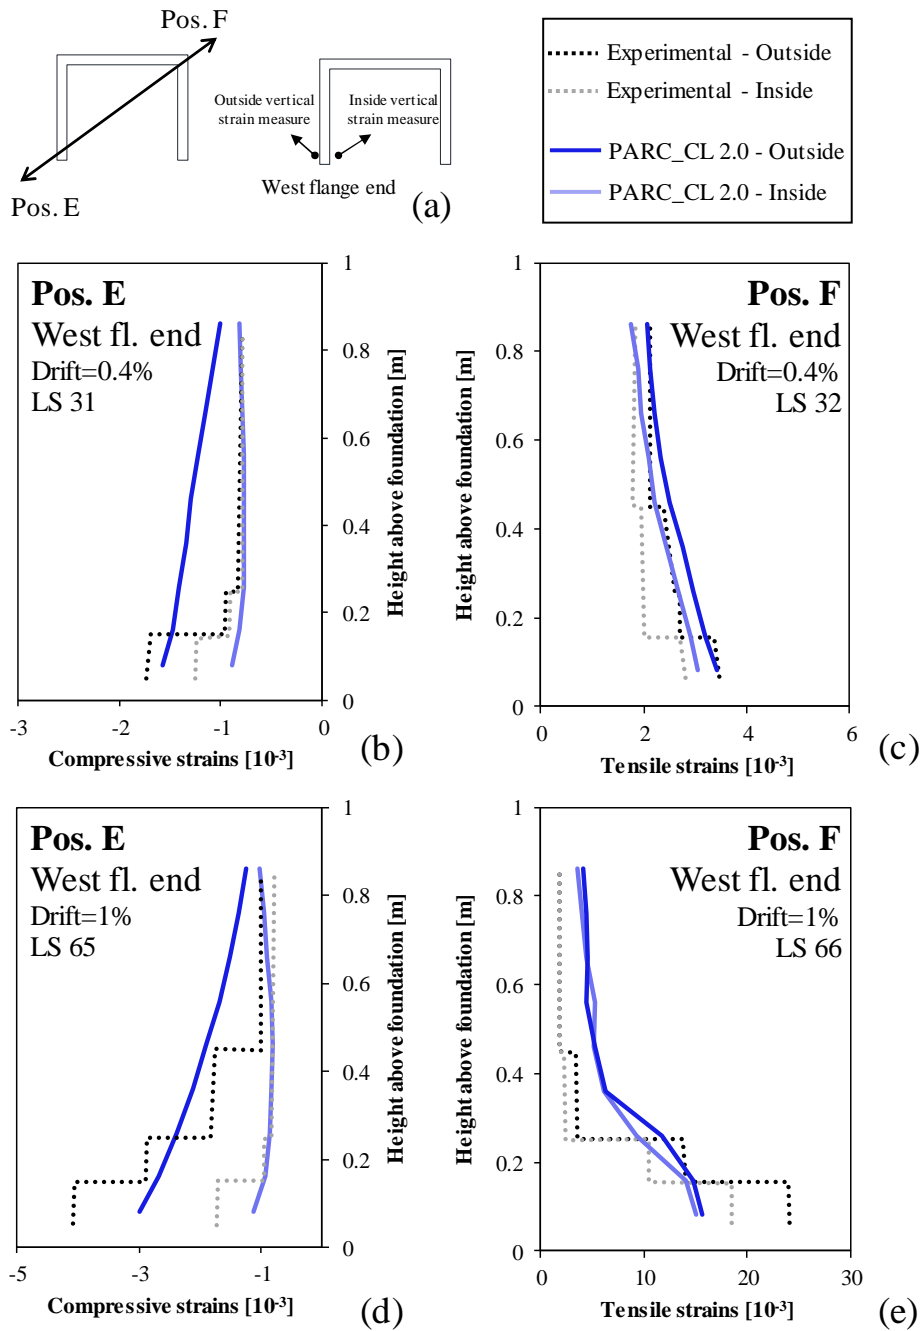 Pos. F
Outside vertical
strain measure
Inside vertical
strain measure
West flange end
Pos. E
(a)
Experimental - Outside
Experimental - Inside
PARC_CL 2.0 - Outside
PARC_CL 2.0 - Inside
Pos. E
West fl. end
Drift=0.4%
LS 31
1
0.8
0.6
0.4
0.2
0
Height above foundation [m]
-3
-2
-1
0
Compressive strains [10-3]
(b)
Pos. F
West fl. end
Drift=0.4%
LS 32
1
0.8
0.6
0.4
0.2
0
Height above foundation [m]
0
2
4
6
Tensile strains [10-3]
(c)
Pos. E
West fl. end
Drift=1%
LS 65
1
0.8
0.6
0.4
0.2
0
Height above foundation [m]
-5
-3
-1
Compressive strains [10-3]
(d)
Pos. F
West fl. end
Drift=1%
LS 66
1
0.8
0.6
0.4
0.2
0
Height above foundation [m]
0
10
20
30
Tensile strains [10-3]
(e)